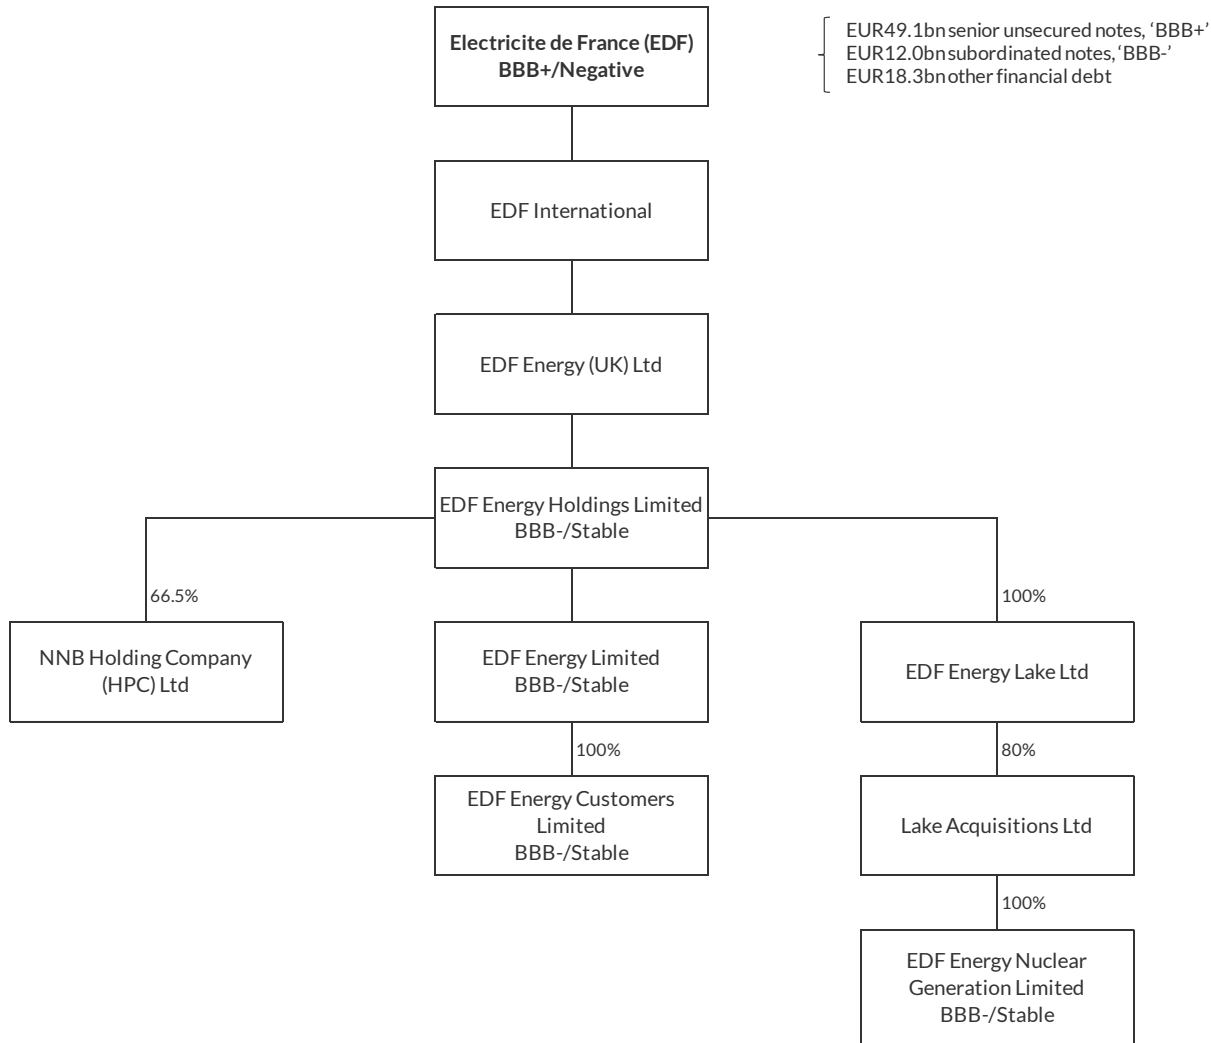 Electricite de France (EDF)
BBB+/Negative
EUR49.1bn senior unsecured notes, ‘BBB+’
EUR12.0bn subordinated notes, ‘BBB-’
EUR18.3bn other financial debt
EDF International
EDF Energy (UK) Ltd
EDF Energy Holdings Limited
BBB-/Stable
66.5%
100%
NNB Holding Company
(HPC) Ltd
EDF Energy Limited
BBB-/Stable
EDF Energy Lake Ltd
100%
80%
EDF Energy Customers
Limited
BBB-/Stable
Lake Acquisitions Ltd
100%
EDF Energy Nuclear
Generation Limited
BBB-/Stable